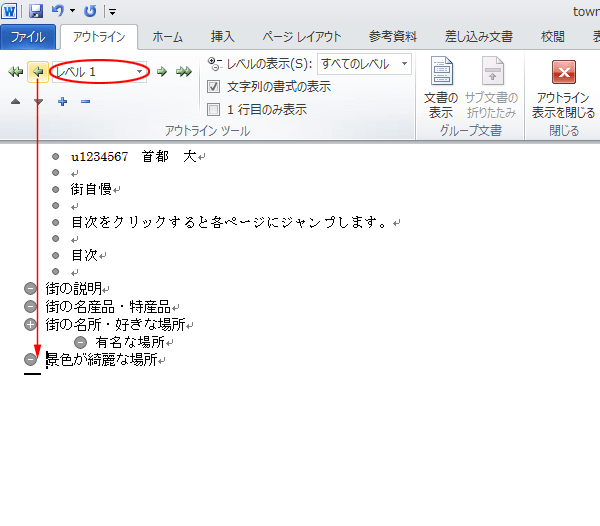 town
ファイル アウトライン ホーム 挿入 ページ レイアウト 参考資料 差し込み文書 校閲
レベル 1
レベルの表示(S): すべてのレベル
文字列の書式の表示
1 行目のみ表示
アウトライン ツール
文書の
表示
サブ文書の
折りたたみ
グループ文書
アウトライン
表示を閉じる
閉じる
u1234567 首都 大
街自慢
目次をクリックすると各ページにジャンプします。
目次
街の説明
街の名産品・特産品
街の名所・好きな場所
有名な場所
景色が綺麗な場所